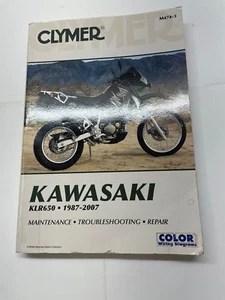 M474-3
CLYMER®
KAWASAKI
KLR650 • 1987-2007
MAINTENANCE • TROUBLESHOOTING • REPAIR
COLOR
Wiring Diagrams